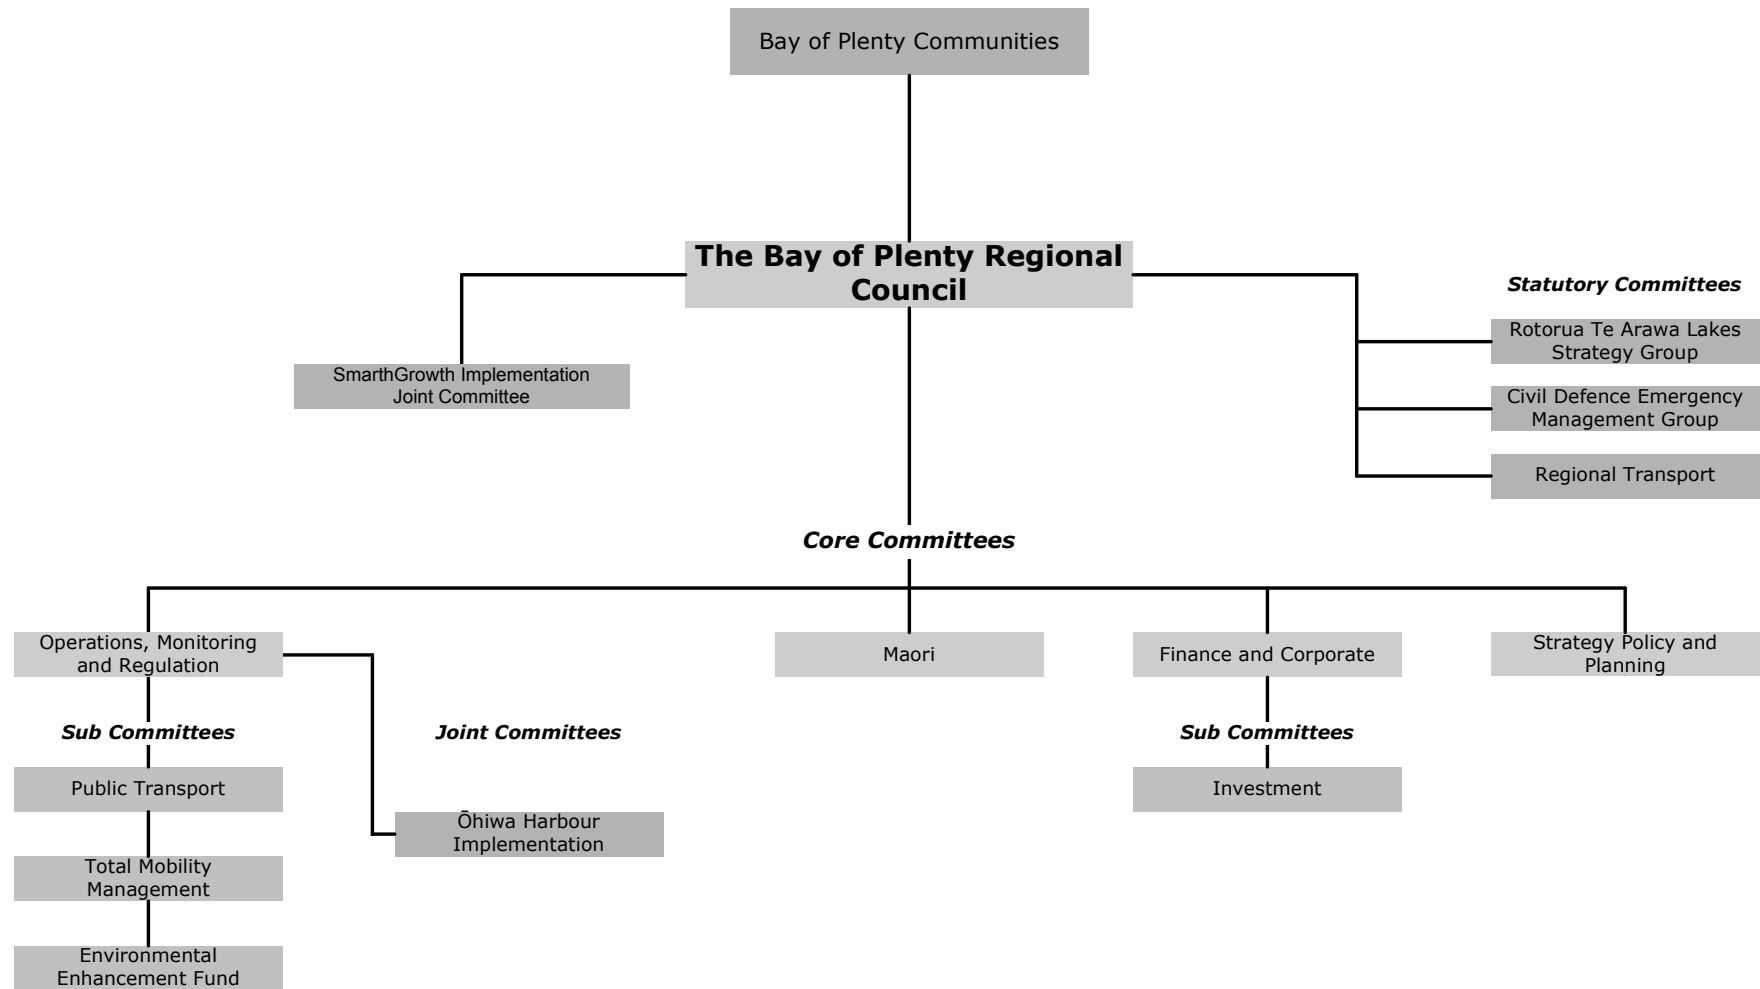 Bay of Plenty Communities
The Bay of Plenty Regional
Council
Statutory Committees
Rotorua Te Arawa Lakes
Strategy Group
SmarthGrowth Implementation
Joint Committee
Civil Defence Emergency
Management Group
Regional Transport
Core Committees
Operations, Monitoring
and Regulation
Maori
Finance and Corporate
Strategy Policy and
Planning
Sub Committees
Joint Committees
Sub Committees
Public Transport
Investment
Ōhiwa Harbour
Implementation
Total Mobility
Management
Environmental
Enhancement Fund